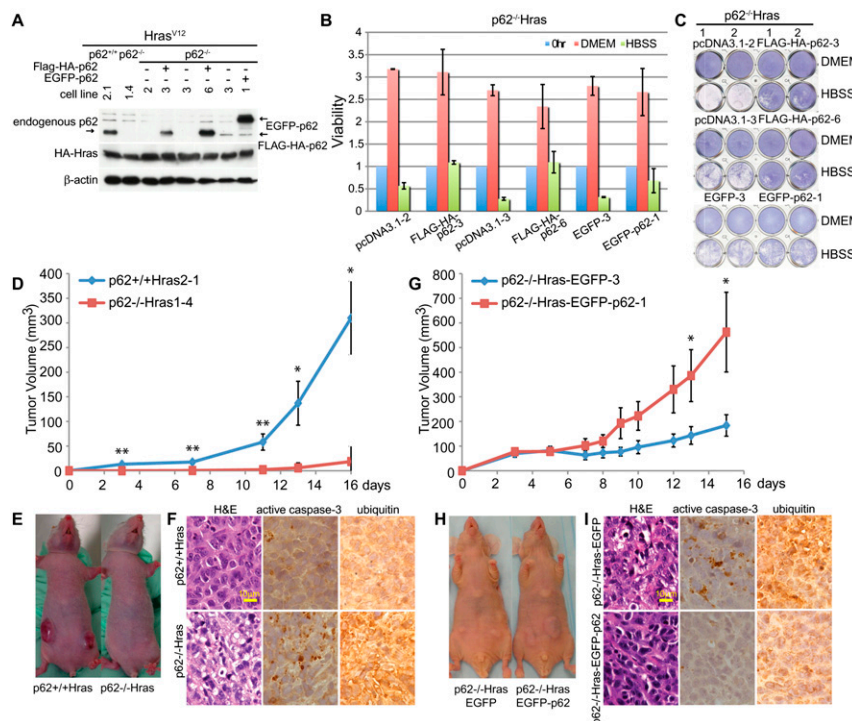 A
Hras^V12
p62+/+ p62-/- p62-/-
Flag-HA-p62 - + - + - -
EGFP-p62 - - - - - +
cell line 2.1 1.4 2 3 3 6 3 1
endogenous p62
EGFP-p62
FLAG-HA-p62
HA-Hras
β-actin
B
p62-/-Hras
0hr DMEM HBSS
Viability
4
3.5
3
2.5
2
1.5
1
0.5
0
pcDNA3.1-2
FLAG-HA-p62-3
pcDNA3.1-3
FLAG-HA-p62-6
EGFP-3
EGFP-p62-1
C
p62-/-Hras
1 2 1 2
pcDNA3.1-2 FLAG-HA-p62-3
DMEM
HBSS
pcDNA3.1-3 FLAG-HA-p62-6
DMEM
HBSS
EGFP-3 EGFP-p62-1
DMEM
HBSS
D
p62+/+Hras2-1
p62-/-Hras1-4
Tumor Volume (mm3)
400
350
300
250
200
150
100
50
0
** ** ** * *
0 2 4 6 8 10 12 14 16 days
G
p62-/-Hras-EGFP-3
p62-/-Hras-EGFP-p62-1
Tumor Volume (mm3)
800
700
600
500
400
300
200
100
0
* *
0 2 4 6 8 10 12 14 16 days
E
p62+/+Hras p62-/-Hras
F
H&E active caspase-3 ubiquitin
p62+/+Hras
p62-/-Hras
H
p62-/-Hras EGFP
p62-/-Hras EGFP-p62
I
H&E active caspase-3 ubiquitin
p62-/-Hras-EGFP
10μm
p62-/-Hras-EGFP-p62